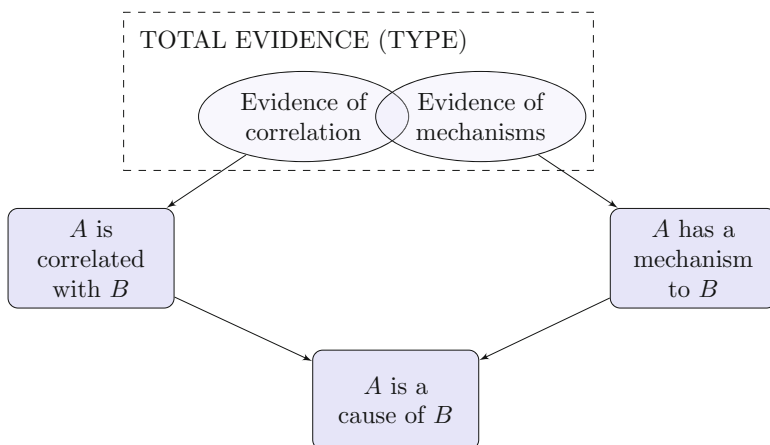 TOTAL EVIDENCE (TYPE)
Evidence of
correlation
Evidence of
mechanisms
A is
correlated
with B
A has a
mechanism
to B
A is a
cause of B